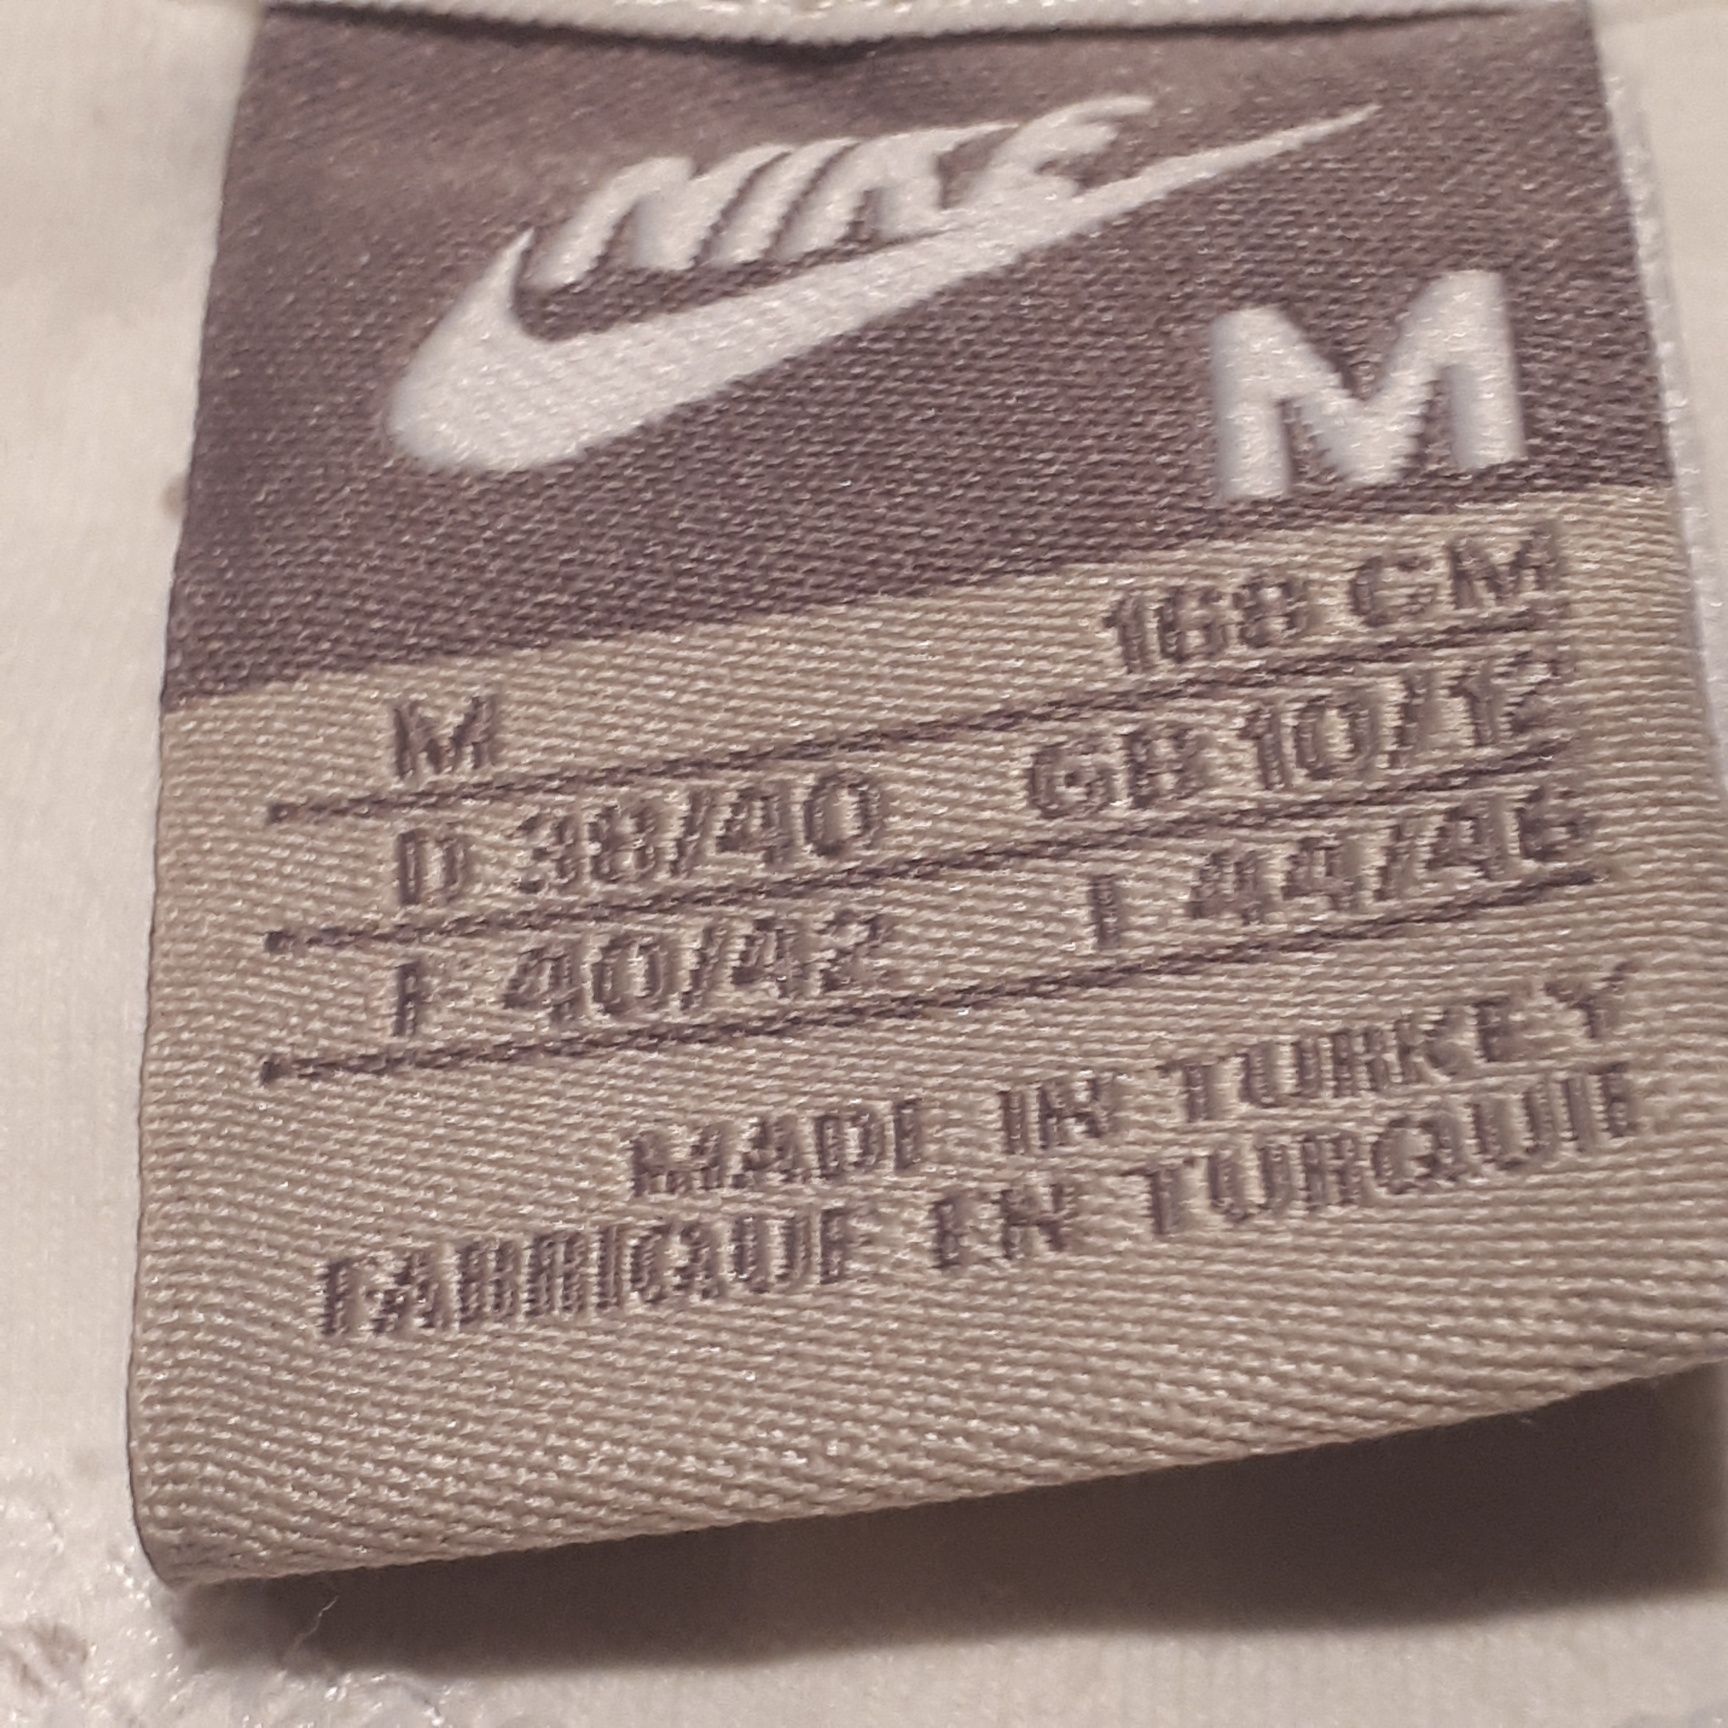 NIKE
M
M 168 CM
D 38/40 GB 10/12
F 40/42 I 44/46
MADE IN TURKEY
FABRIQUE EN TURQUIE